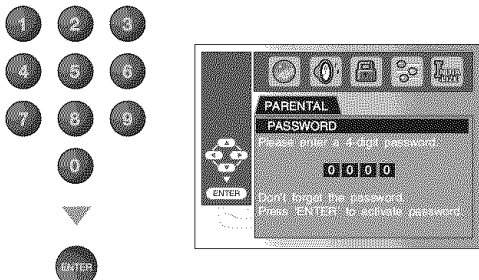 1 2 3
4 5 6
7 8 9
0
ENTER
PARENTAL
PASSWORD
Please enter a 4-digit password.
0 0 0 0
ENTER
Don't forget the password.
Press 'ENTER' to activate password.